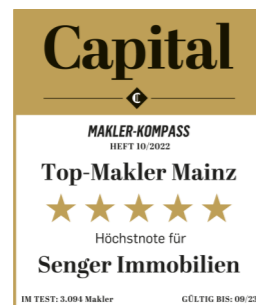 Capital
MAKLER-KOMPASS
HEFT 10/2022
Top-Makler Mainz
Höchstnote für
Senger Immobilien
IM TEST: 3.094 Makler GÜLTIG BIS: 09/23